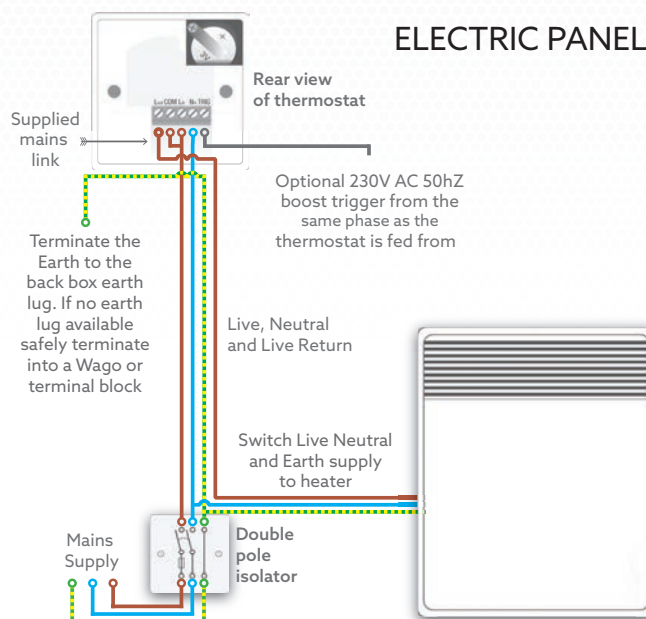 ELECTRIC PANEL
Rear view
of thermostat
COM
TRIG
Supplied
mains
link
Optional 230V AC 50hZ
boost trigger from the
same phase as the
thermostat is fed from
Terminate the
Earth to the
back box earth
lug. If no earth
lug available
safely terminate
into a Wago or
terminal block
Live, Neutral
and Live Return
Switch Live Neutral
and Earth supply
to heater
Mains
Supply
Double
pole
isolator